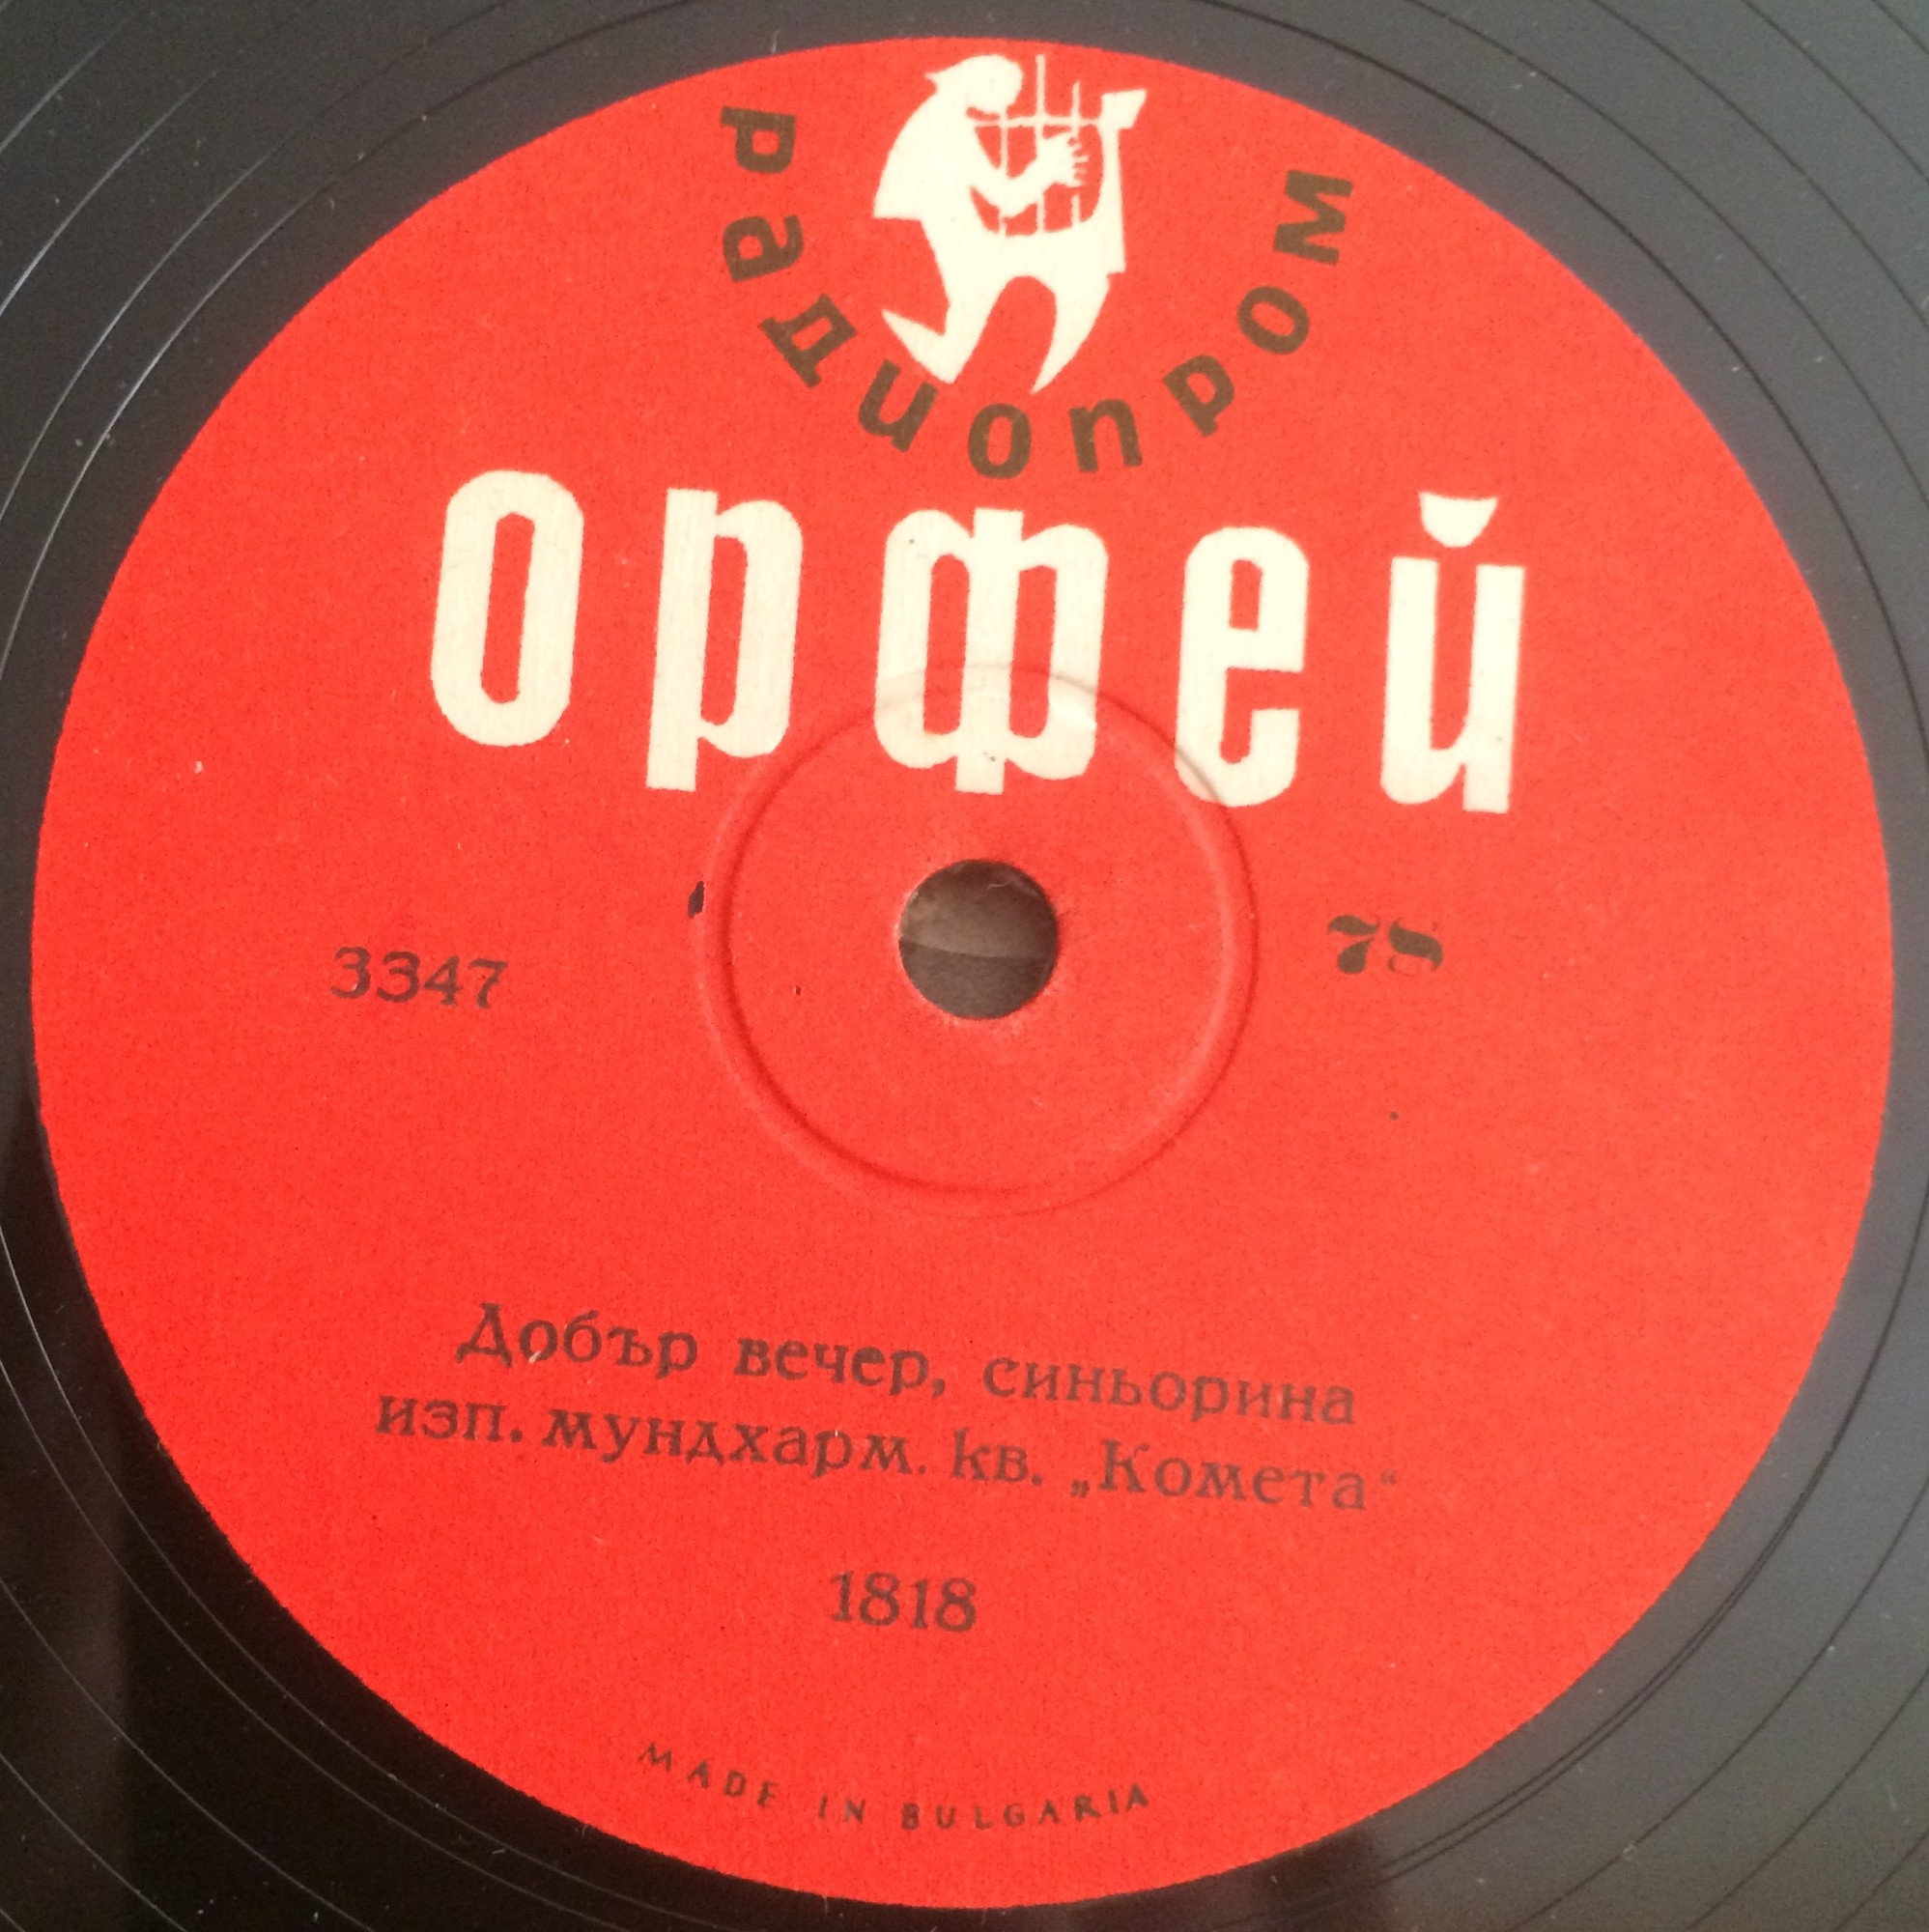 радиопром
орфей
3347
78
Добър вечер, синьорина
изп. мундхарм. кв. „Комета“
1818
MADE IN BULGARIA